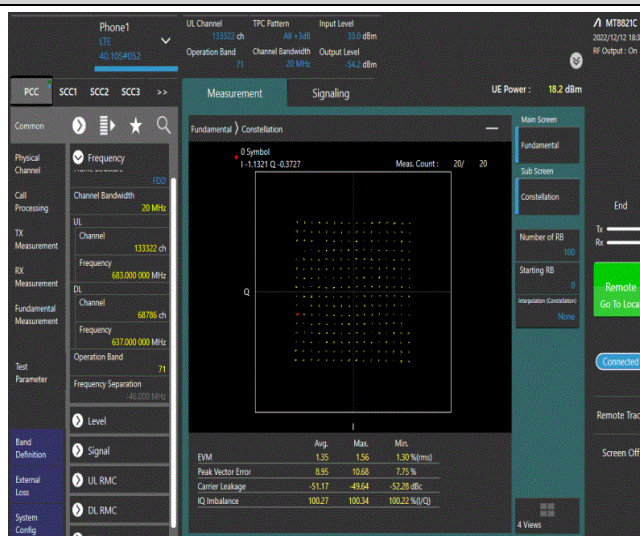 Phone1
LTE
40.10S#052
UL Channel
133322 ch
TPC Pattern
All +3dB
Input Level
33.0 dBm
Operation Band
71
Channel Bandwidth
20 MHz
Output Level
-54.2 dBm
MT8821C
2022/12/12 18:3
RF Output : On
PCC SCC1 SCC2 SCC3 >>
Measurement
Signaling
UE Power : 18.2 dBm
Common
Physical
Channel
Call
Processing
TX
Measurement
RX
Measurement
Fundamental
Measurement
Test
Parameter
Band
Definition
External
Loss
System
Config
Frequency
Frame Structure
FDD
Channel Bandwidth
20 MHz
UL
Channel
133322 ch
Frequency
683.000 000 MHz
DL
Channel
68786 ch
Frequency
637.000 000 MHz
Operation Band
71
Frequency Separation
-46.000 MHz
Level
Signal
UL RMC
DL RMC
Fundamental > Constellation
0 Symbol
I -1.1321 Q -0.3727
Meas. Count : 20/ 20
Q
I
Avg. Max. Min.
EVM 1.35 1.56 1.30 %(rms)
Peak Vector Error 8.95 10.68 7.75 %
Carrier Leakage -51.17 -49.64 -52.28 dBc
IQ Imbalance 100.27 100.34 100.22 %(I/Q)
Main Screen
Fundamental
Sub Screen
Constellation
Number of RB
100
Starting RB
0
Interpolation (Constellation)
None
4 Views
End
Tx
Rx
Remote
Go To Loca
Connected
Remote Trac
Screen Off